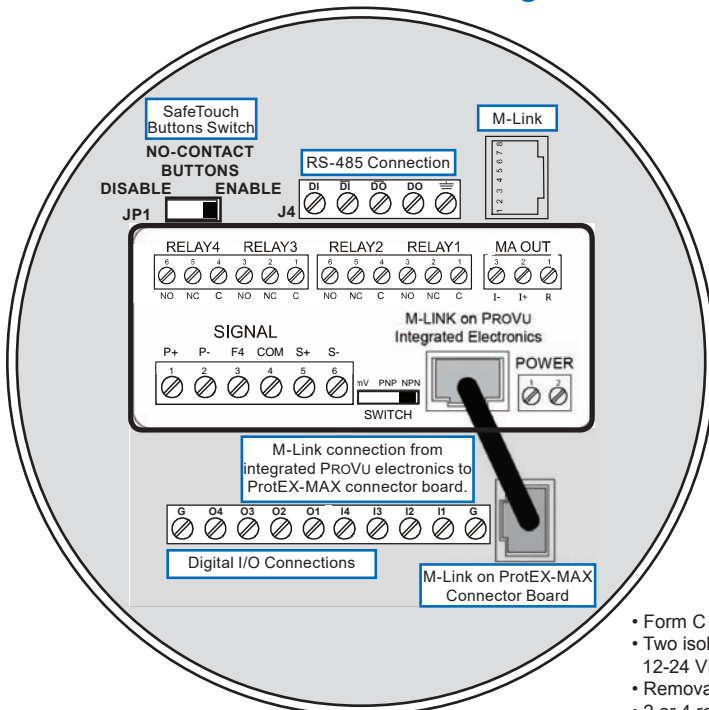 SafeTouch
Buttons Switch
NO-CONTACT
BUTTONS
DISABLE ENABLE
JP1
RS-485 Connection
J4
DI D̅I̅ D̅O̅ DO
M-Link
1 2 3 4 5 6 7 8
RELAY4 RELAY3 RELAY2 RELAY1 MA OUT
6 5 4 3 2 1 6 5 4 3 2 1 3 2 1
NO NC C NO NC C NO NC C NO NC C I- I+ R
M-LINK on PROVU
Integrated Electronics
SIGNAL
P+ P- F4 COM S+ S-
1 2 3 4 5 6
mV PNP NPN
SWITCH
POWER
1 2
M-Link connection from
integrated PROVU electronics to
ProtEX-MAX connector board.
G O4 O3 O2 O1 I4 I3 I2 I1 G
Digital I/O Connections
M-Link on ProtEX-MAX
Connector Board
• Form C
• Two isol
12-24 V
• Remova